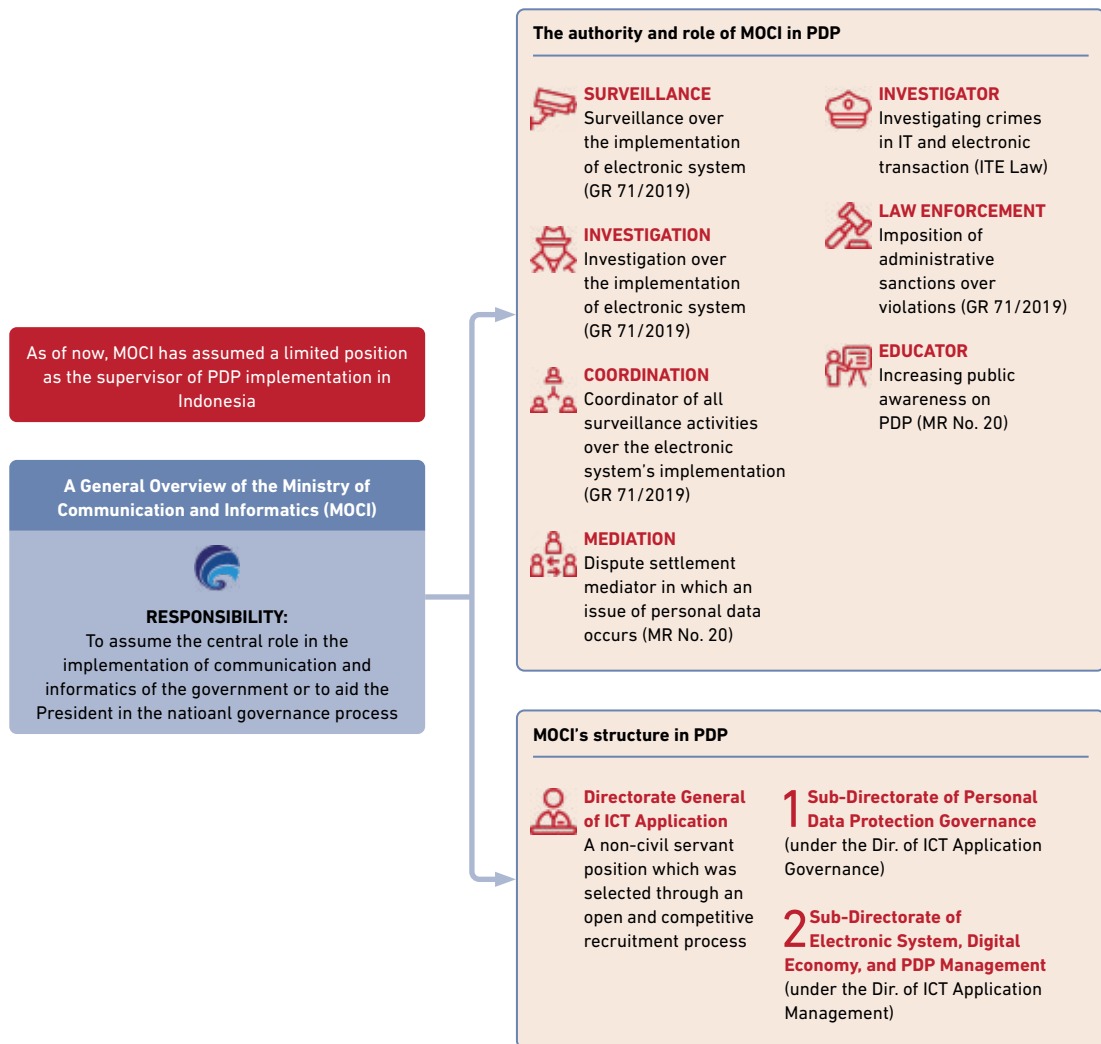 The authority and role of MOCI in PDP
SURVEILLANCE
Surveillance over
the implementation
of electronic system
(GR 71/2019)
INVESTIGATION
Investigation over
the implementation
of electronic system
(GR 71/2019)
COORDINATION
Coordinator of all
surveillance activities
over the electronic
system's implementation
(GR 71/2019)
MEDIATION
Dispute settlement
mediator in which an
issue of personal data
occurs (MR No. 20)
INVESTIGATOR
Investigating crimes
in IT and electronic
transaction (ITE Law)
LAW ENFORCEMENT
Imposition of
administrative
sanctions over
violations (GR 71/2019)
EDUCATOR
Increasing public
awareness on
PDP (MR No. 20)
As of now, MOCI has assumed a limited position
as the supervisor of PDP implementation in
Indonesia
A General Overview of the Ministry of
Communication and Informatics (MOCI)
RESPONSIBILITY:
To assume the central role in the
implementation of communication and
informatics of the government or to aid the
President in the natioanl governance process
MOCI's structure in PDP
Directorate General
of ICT Application
A non-civil servant
position which was
selected through an
open and competitive
recruitment process
1 Sub-Directorate of Personal
Data Protection Governance
(under the Dir. of ICT Application
Governance)
2 Sub-Directorate of
Electronic System, Digital
Economy, and PDP Management
(under the Dir. of ICT Application
Management)